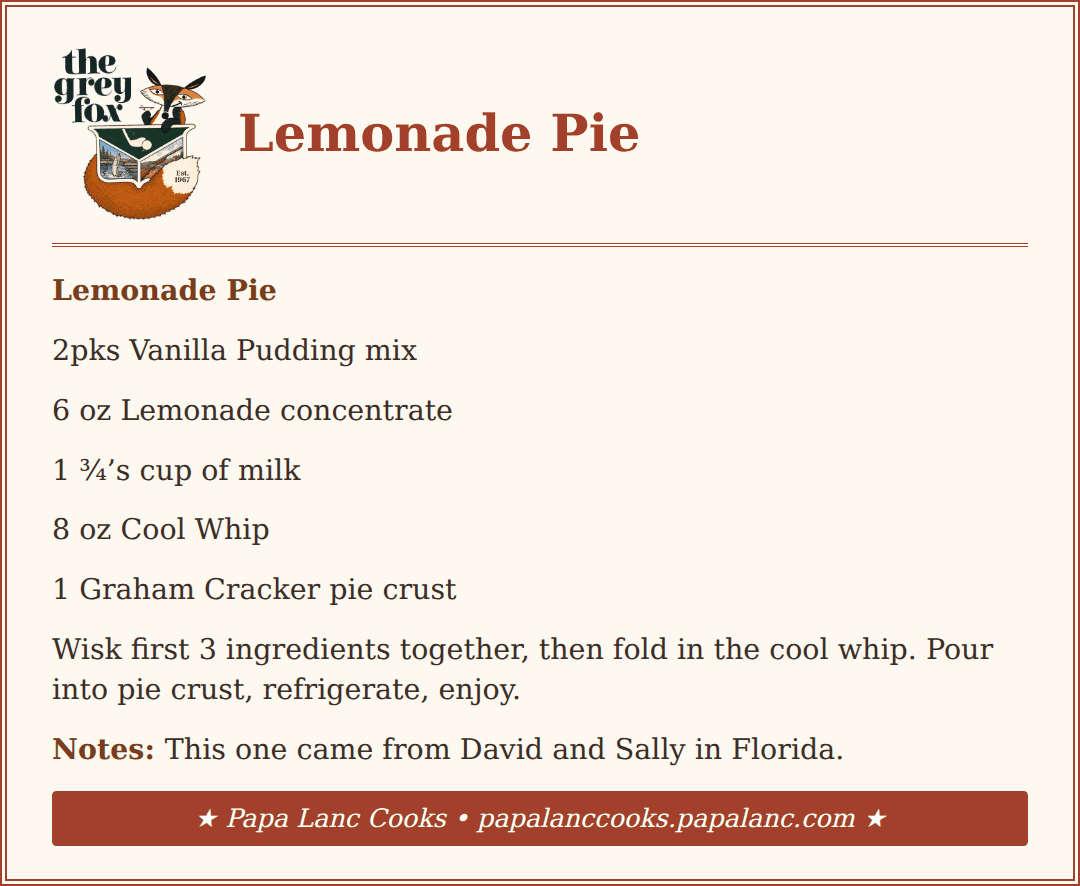 the
grey
fox
Est.
1967
Lemonade Pie
Lemonade Pie
2pks Vanilla Pudding mix
6 oz Lemonade concentrate
1 ¾’s cup of milk
8 oz Cool Whip
1 Graham Cracker pie crust
Wisk first 3 ingredients together, then fold in the cool whip. Pour
into pie crust, refrigerate, enjoy.
Notes: This one came from David and Sally in Florida.
★ Papa Lanc Cooks • papalanccooks.papalanc.com ★